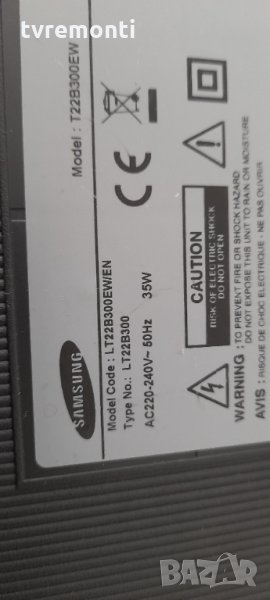 tvremonti
SAMSUNG
Model : T22B300EW
Model Code : LT22B300EW/EN
Type No.: LT22B300
AC220-240V~ 50Hz 35W
CE
CAUTION
RISK OF ELECTRIC SHOCK
DO NOT OPEN
WARNING : TO PREVENT FIRE OR SHOCK HAZARD,
DO NOT EXPOSE THIS UNIT TO RAIN OR MOISTURE
AVIS : RISQUE DE CHOC ELECTRIQUE - NE PAS OUVRIR
bazar
БГ